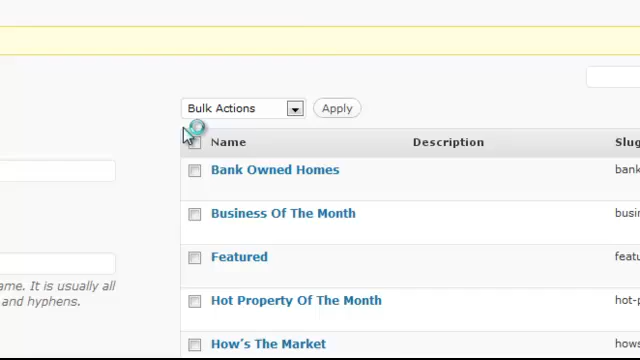 Bulk Actions Apply
Name Description Slug
Bank Owned Homes bank
Business Of The Month busin
Featured featu
ame. It is usually all
and hyphens.
Hot Property Of The Month hot-p
How's The Market hows